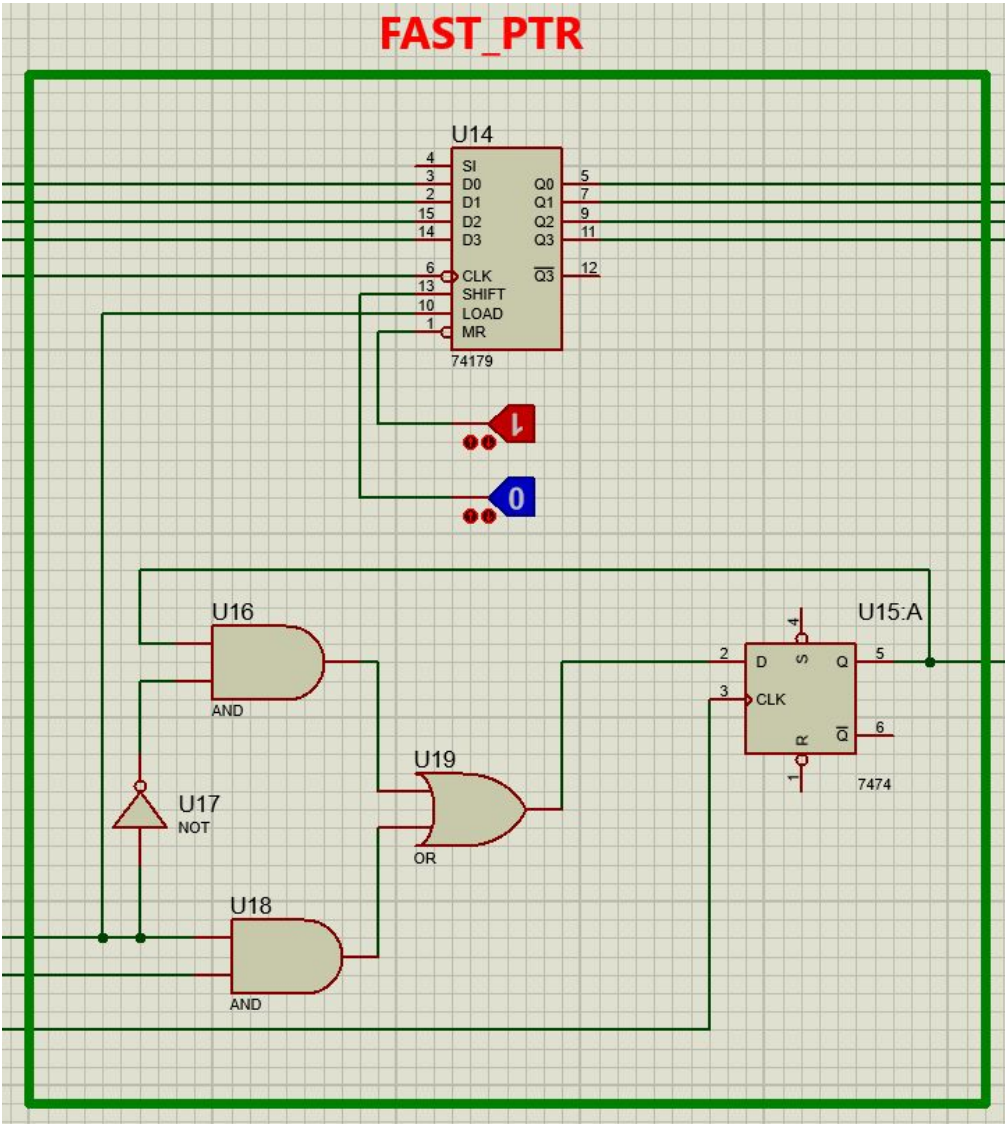 FAST_PTR
U14
4 SI
3 D0 Q0 5
2 D1 Q1 7
15 D2 Q2 9
14 D3 Q3 11
6 CLK Q3 12
13 SHIFT
10 LOAD
1 MR
74179
1
0
U16
AND
U15:A
4
2 D S Q 5
3 CLK
R Q 6
1
7474
U19
OR
U17
NOT
U18
AND